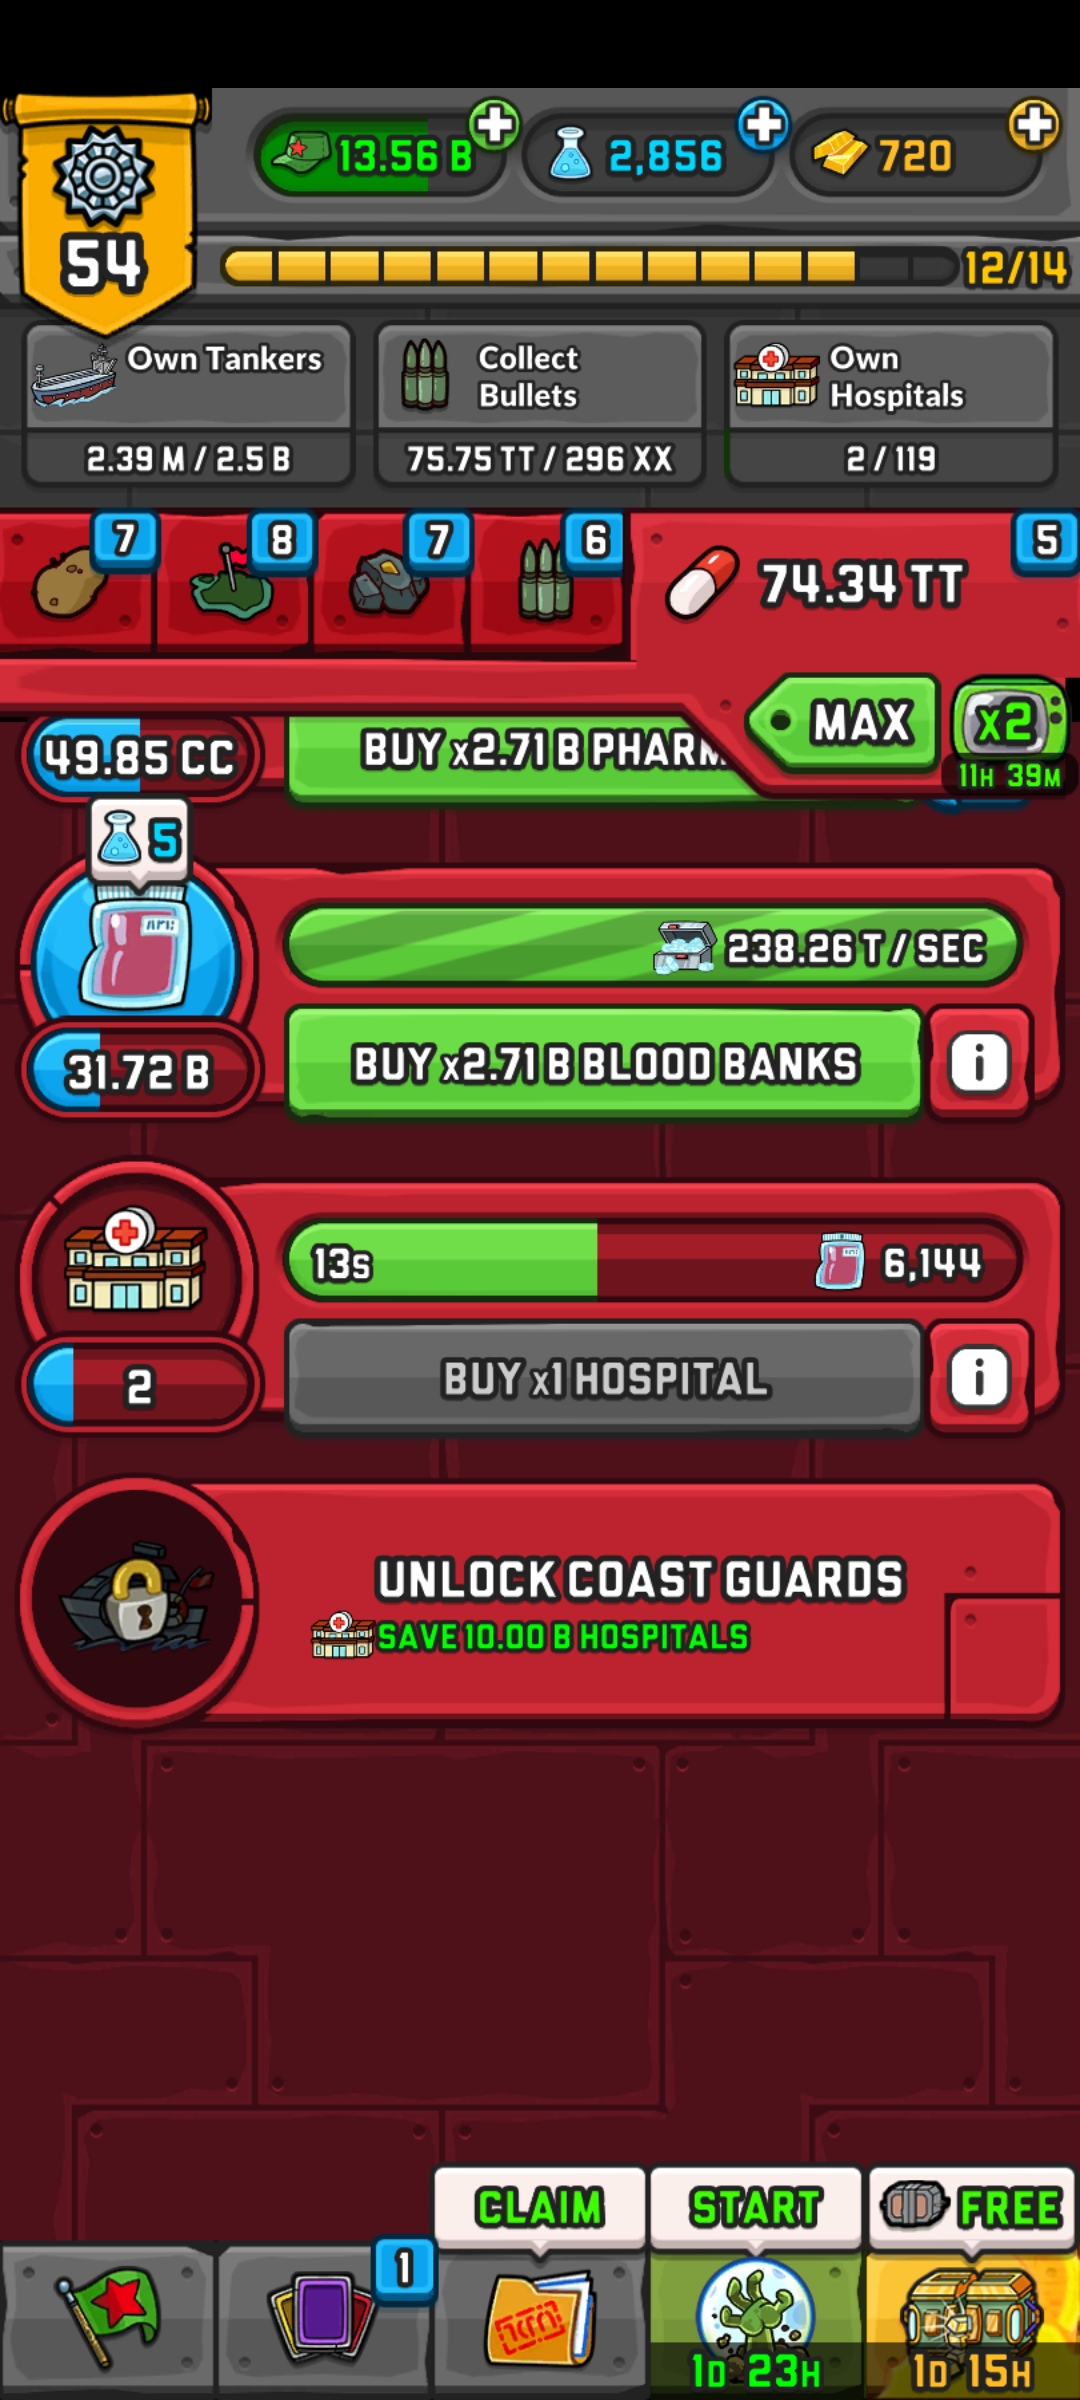 54
13.56 B
2,856
720
12/14
Own Tankers
2.39 M / 2.5 B
Collect
Bullets
75.75 TT / 296 XX
Own
Hospitals
2 / 119
7
8
7
6
74.34 TT
5
MAX
x2
11H 39M
49.85 CC
BUY x2.71 B PHARM
5
238.26 T / SEC
31.72 B
BUY x2.71 B BLOOD BANKS
i
13s
6,144
2
BUY x1 HOSPITAL
i
UNLOCK COAST GUARDS
SAVE 10.00 B HOSPITALS
CLAIM
START
FREE
1
1D 23H
1D 15H